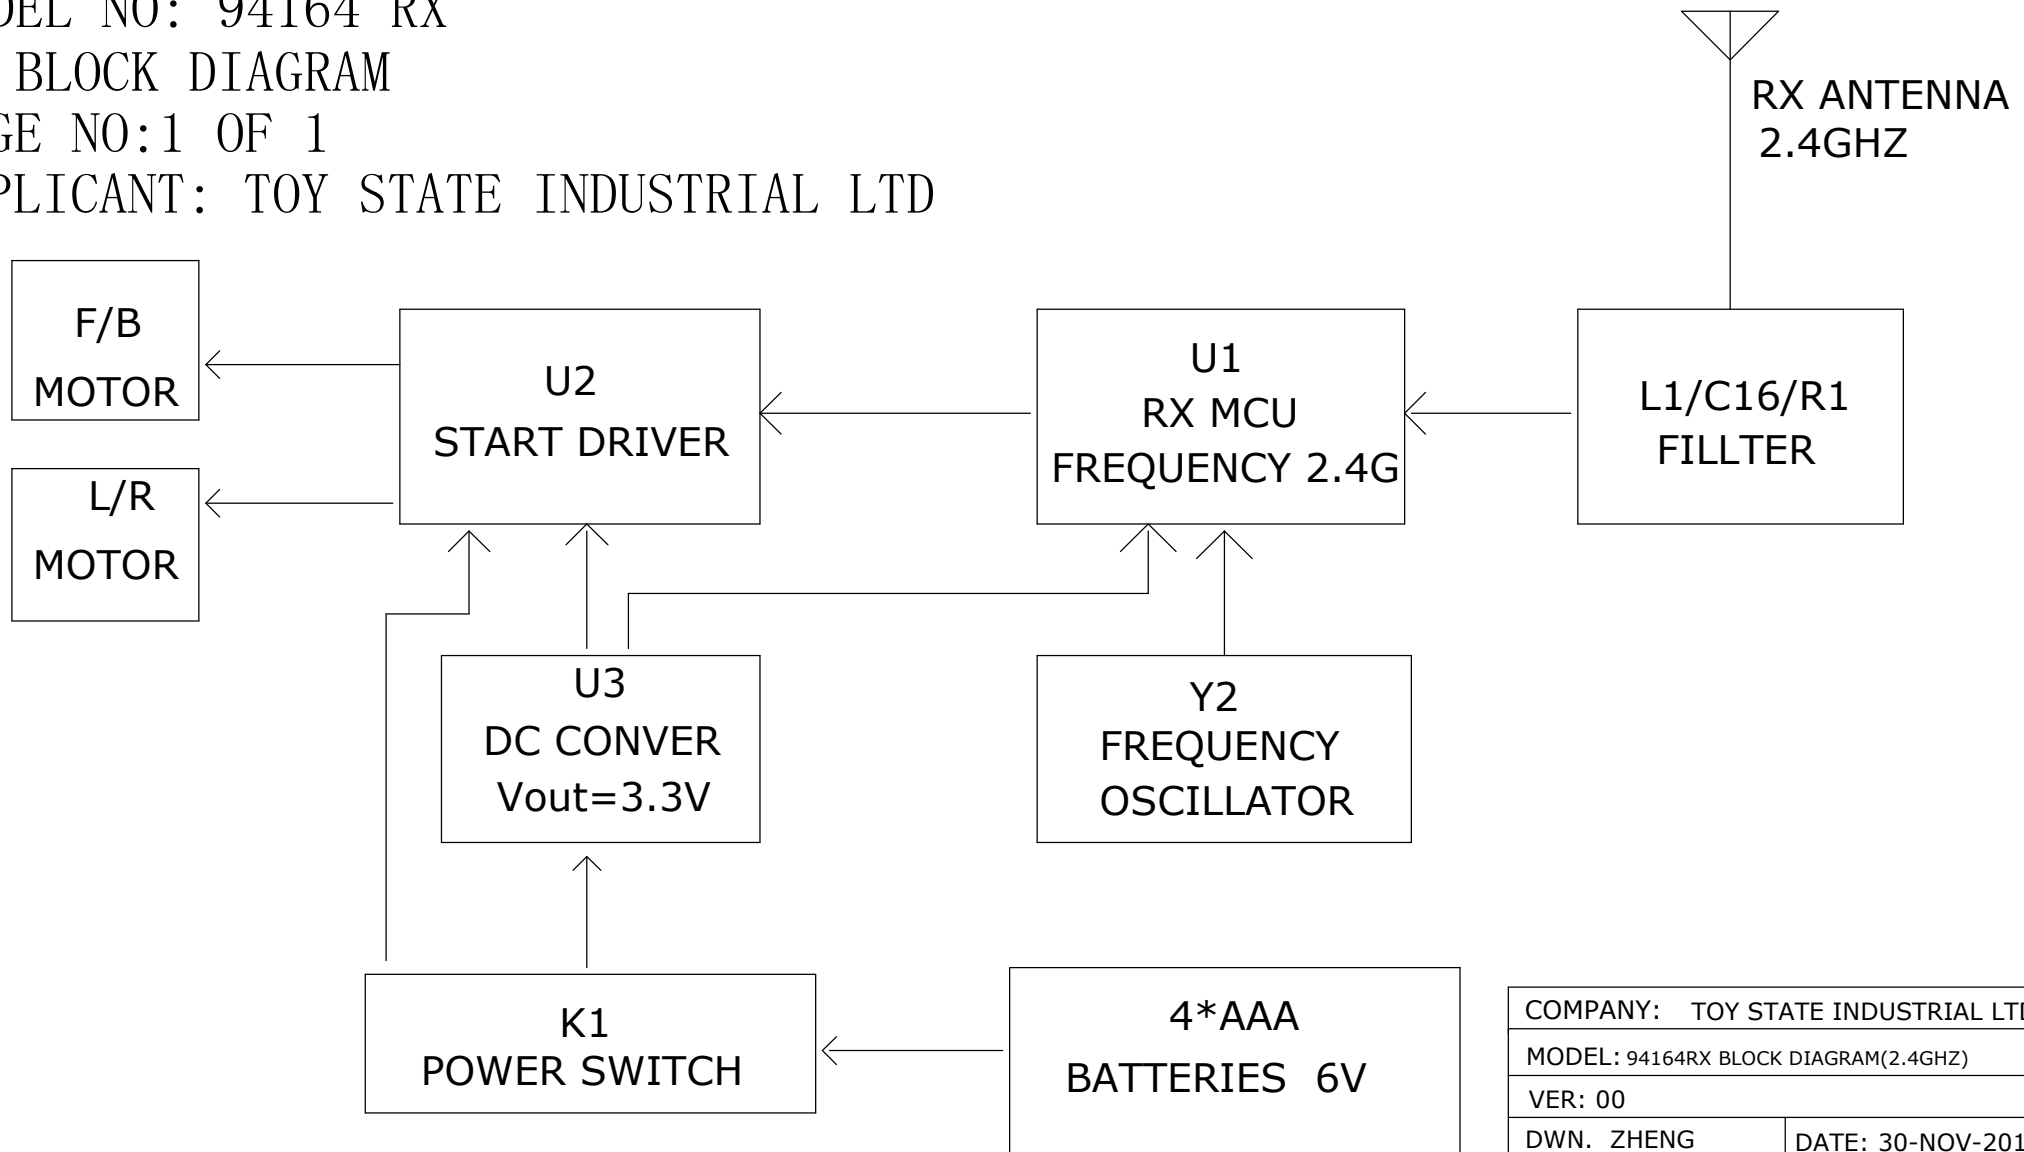 DEL NO: 94164 RX
BLOCK DIAGRAM
GE NO:1 OF 1
PLICANT: TOY STATE INDUSTRIAL LTD
RX ANTENNA
2.4GHZ
F/B
MOTOR
L/R
MOTOR
U2
START DRIVER
U1
RX MCU
FREQUENCY 2.4G
L1/C16/R1
FILLTER
U3
DC CONVER
Vout=3.3V
Y2
FREQUENCY
OSCILLATOR
K1
POWER SWITCH
4*AAA
BATTERIES 6V
COMPANY: TOY STATE INDUSTRIAL LTD
MODEL: 94164RX BLOCK DIAGRAM(2.4GHZ)
VER: 00
DWN. ZHENG
DATE: 30-NOV-201